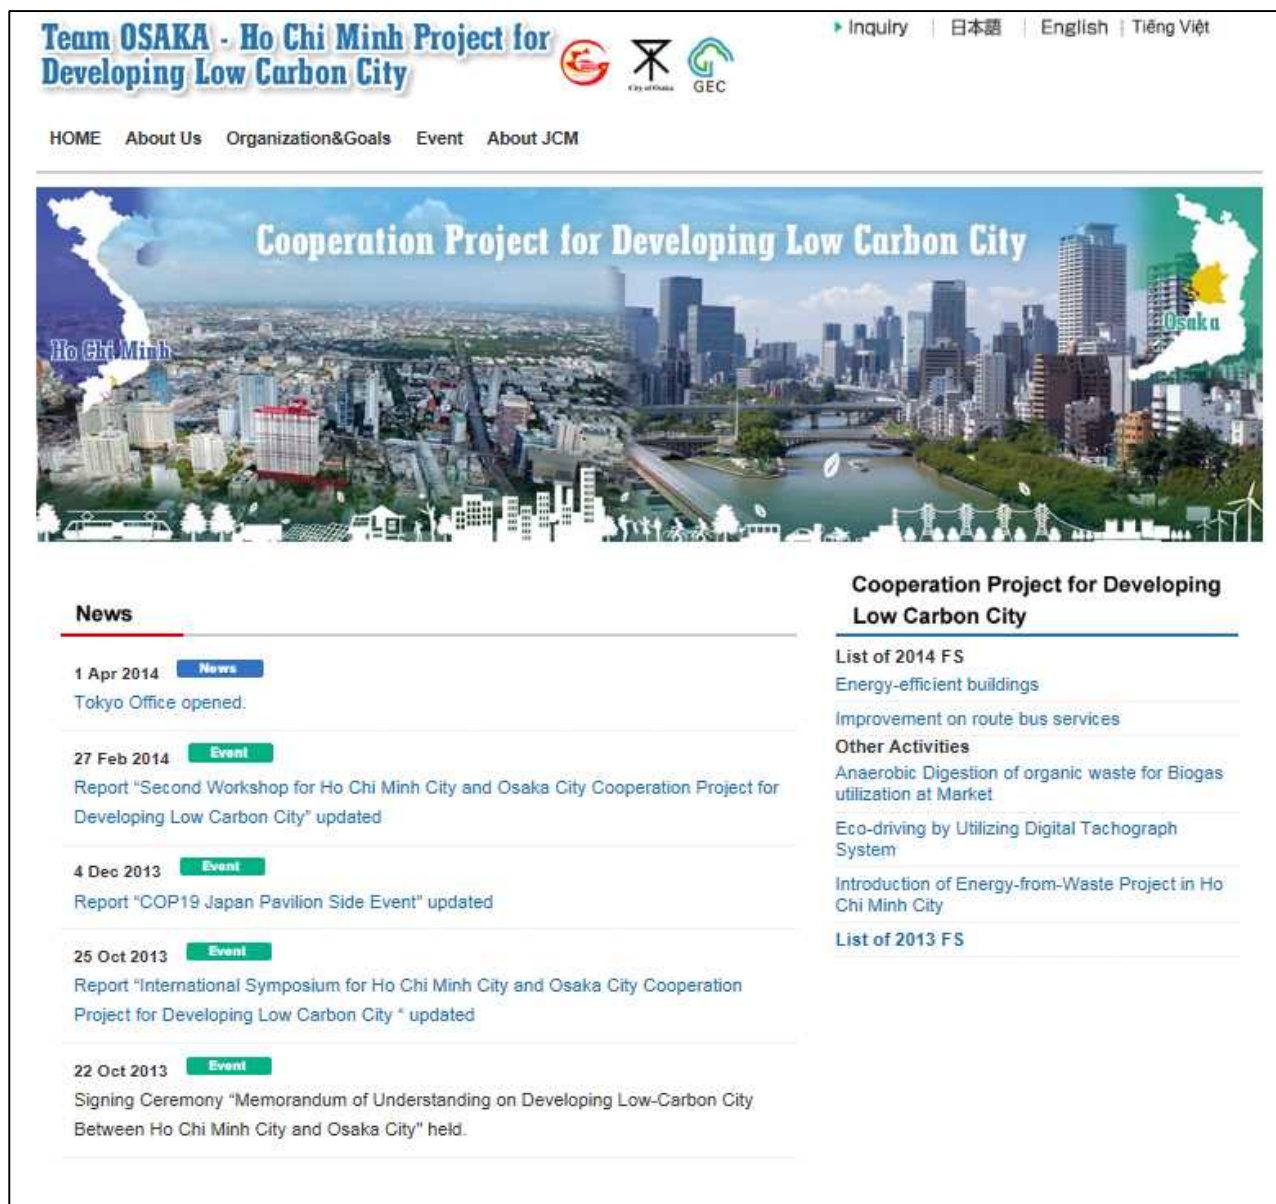 Team OSAKA - Ho Chi Minh Project for
Developing Low Carbon City
City of Osaka
GEC
Inquiry | 日本語 | English | Tiếng Việt
HOME About Us Organization&Goals Event About JCM
Cooperation Project for Developing Low Carbon City
Ho Chi Minh
Osaka
News
1 Apr 2014 News
Tokyo Office opened.
27 Feb 2014 Event
Report “Second Workshop for Ho Chi Minh City and Osaka City Cooperation Project for
Developing Low Carbon City” updated
4 Dec 2013 Event
Report “COP19 Japan Pavilion Side Event” updated
25 Oct 2013 Event
Report “International Symposium for Ho Chi Minh City and Osaka City Cooperation
Project for Developing Low Carbon City “ updated
22 Oct 2013 Event
Signing Ceremony “Memorandum of Understanding on Developing Low-Carbon City
Between Ho Chi Minh City and Osaka City” held.
Cooperation Project for Developing
Low Carbon City
List of 2014 FS
Energy-efficient buildings
Improvement on route bus services
Other Activities
Anaerobic Digestion of organic waste for Biogas
utilization at Market
Eco-driving by Utilizing Digital Tachograph
System
Introduction of Energy-from-Waste Project in Ho
Chi Minh City
List of 2013 FS